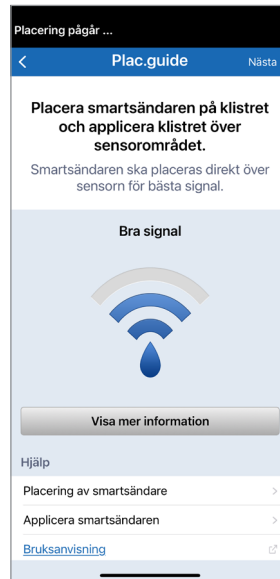 Placering pågår ...
Plac.guide
Nästa
Placera smartsändaren på klistret
och applicera klistret över
sensorområdet.
Smartsändaren ska placeras direkt över
sensorn för bästa signal.
Bra signal
Visa mer information
Hjälp
Placering av smartsändare
Applicera smartsändaren
Bruksanvisning